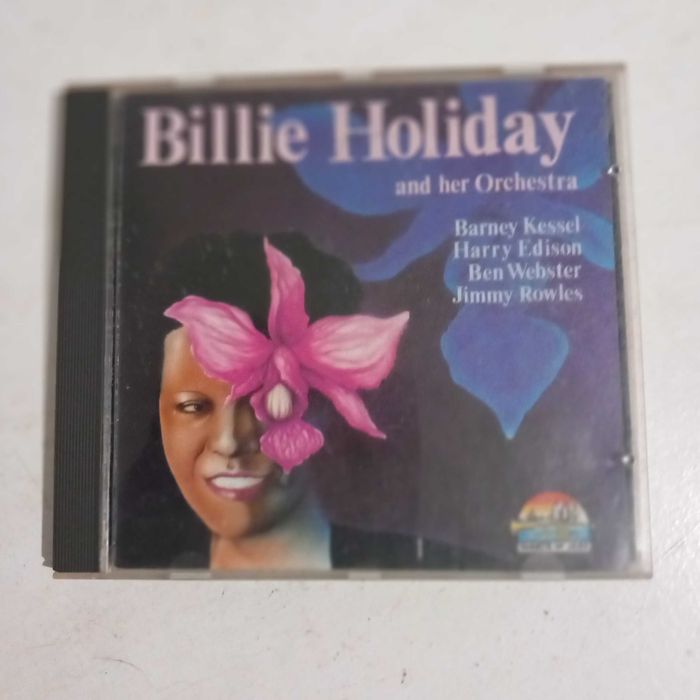 Billie Holiday
and her Orchestra
Barney Kessel
Harry Edison
Ben Webster
Jimmy Rowles